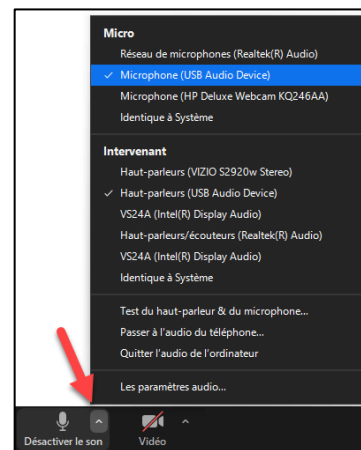 Micro
Réseau de microphones (Realtek(R) Audio)
Microphone (USB Audio Device)
Microphone (HP Deluxe Webcam KQ246AA)
Identique à Système
Intervenant
Haut-parleurs (VIZIO S2920w Stereo)
Haut-parleurs (USB Audio Device)
VS24A (Intel(R) Display Audio)
Haut-parleurs/écouteurs (Realtek(R) Audio)
VS24A (Intel(R) Display Audio)
Identique à Système
Test du haut-parleur & du microphone...
Passer à l'audio du téléphone...
Quitter l'audio de l'ordinateur
Les paramètres audio...
Désactiver le son Vidéo